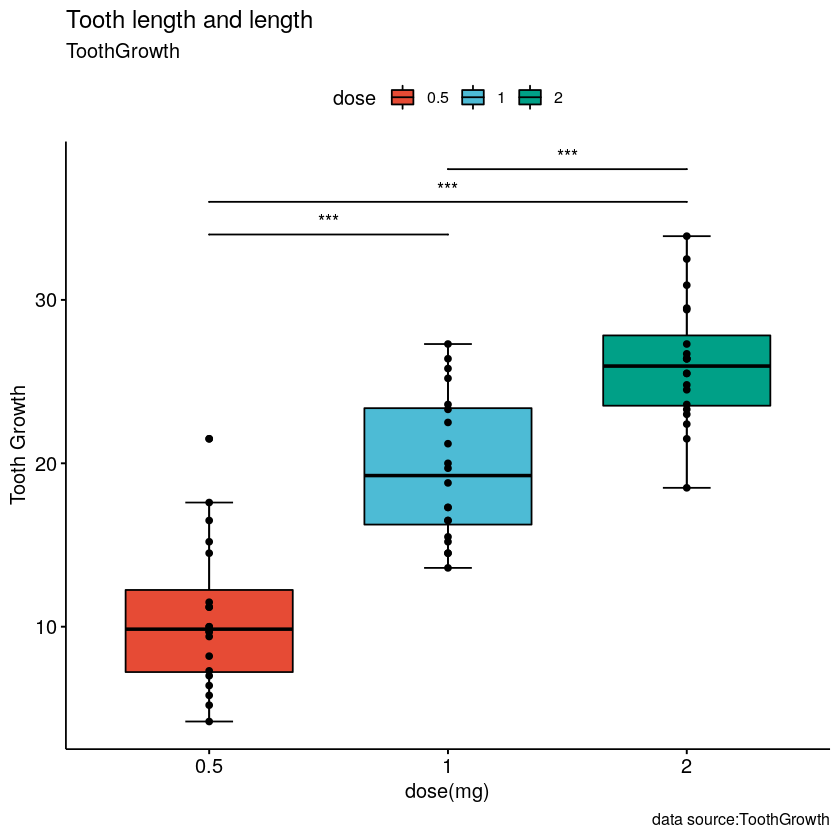 Tooth length and length
ToothGrowth
dose 0.5 1 2
***
***
***
30
20
10
Tooth Growth
0.5 1 2
dose(mg)
data source:ToothGrowth